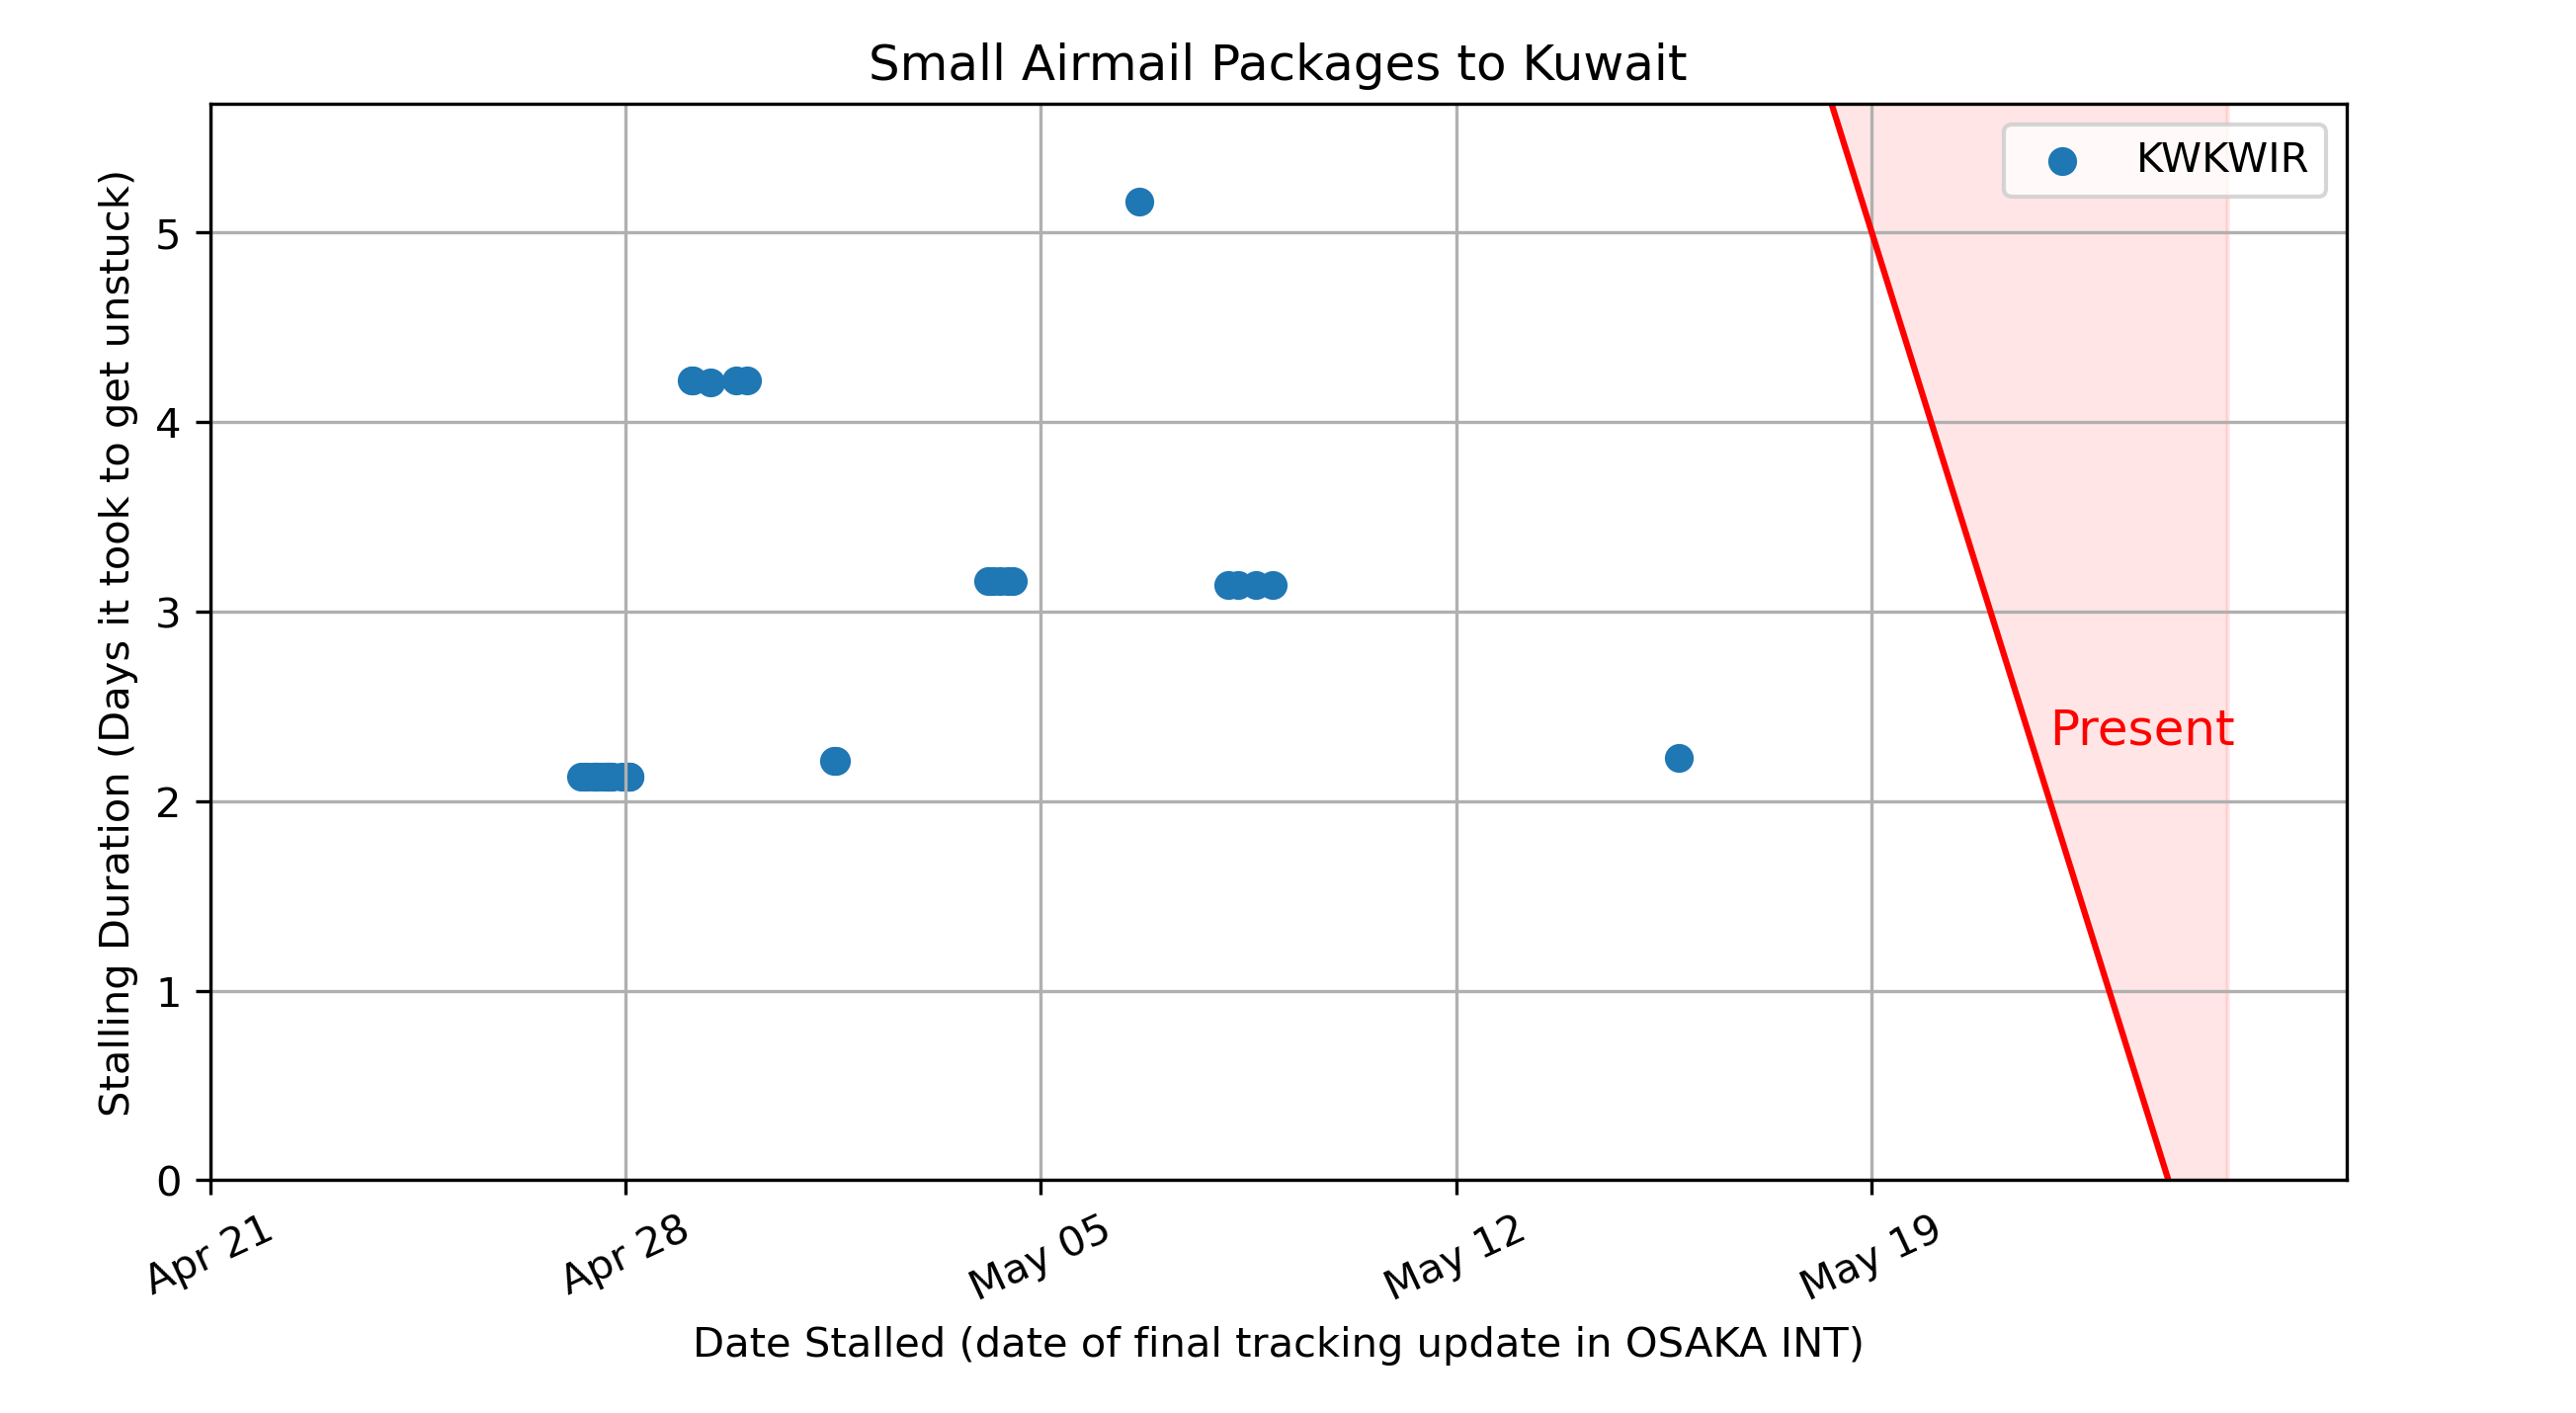 Small Airmail Packages to Kuwait
KWKWIR
Stalling Duration (Days it took to get unstuck)
5
4
3
2
1
0
Present
Apr 21
Apr 28
May 05
May 12
May 19
Date Stalled (date of final tracking update in OSAKA INT)